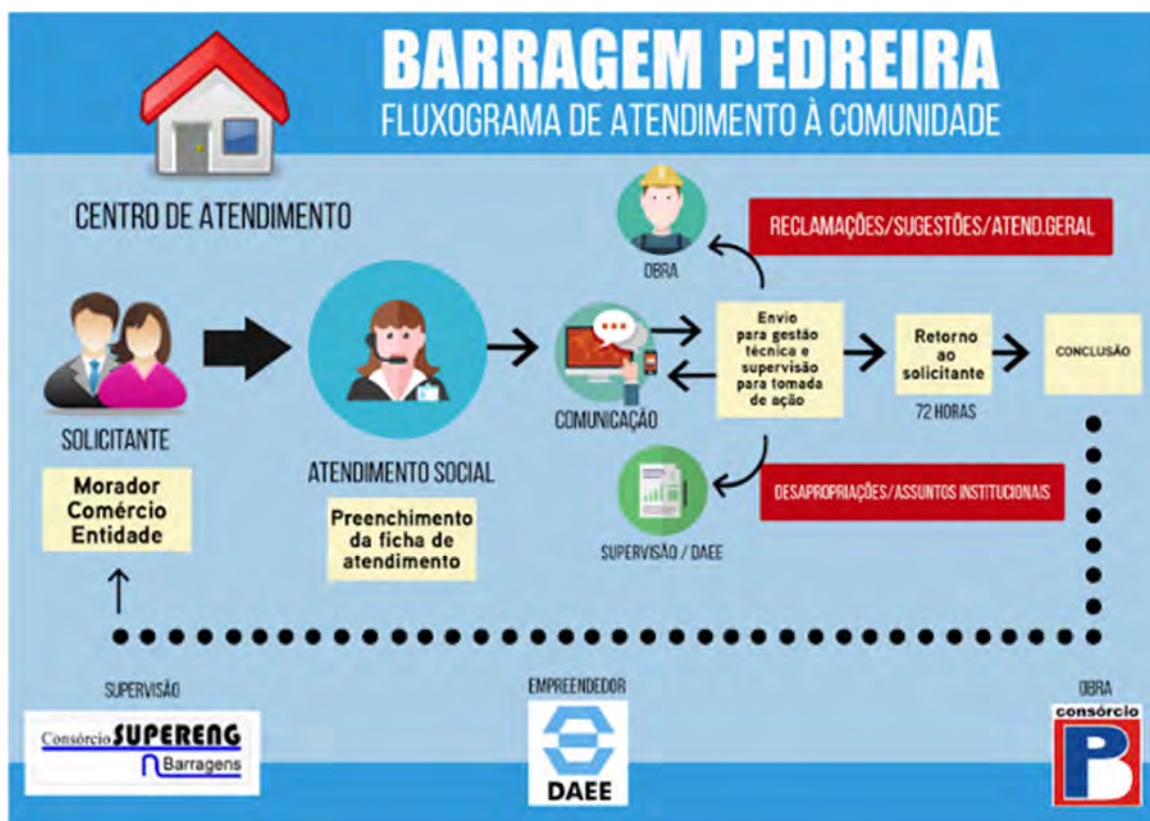 BARRAGEM PEDREIRA
FLUXOGRAMA DE ATENDIMENTO À COMUNIDADE
CENTRO DE ATENDIMENTO
OBRA
RECLAMAÇÕES/SUGESTÕES/ATEND.GERAL
SOLICITANTE
Morador
Comércio
Entidade
ATENDIMENTO SOCIAL
Preenchimento
da ficha de
atendimento
COMUNICAÇÃO
Envio
para gestão
técnica e
supervisão
para tomada
de ação
Retorno
ao
solicitante
72 HORAS
CONCLUSÃO
DESAPROPRIAÇÕES/ASSUNTOS INSTITUCIONAIS
SUPERVISÃO / DAEE
SUPERVISÃO
Consórcio SUPERENG
Barragens
EMPREENDEDOR
DAEE
OBRA
consórcio
BP